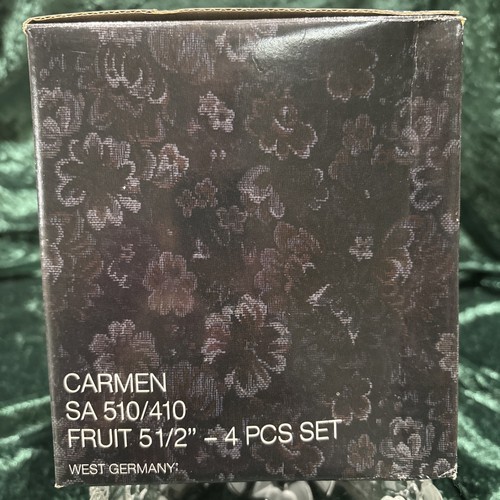 CARMEN
SA 510/410
FRUIT 51/2” – 4 PCS SET
WEST GERMANY: